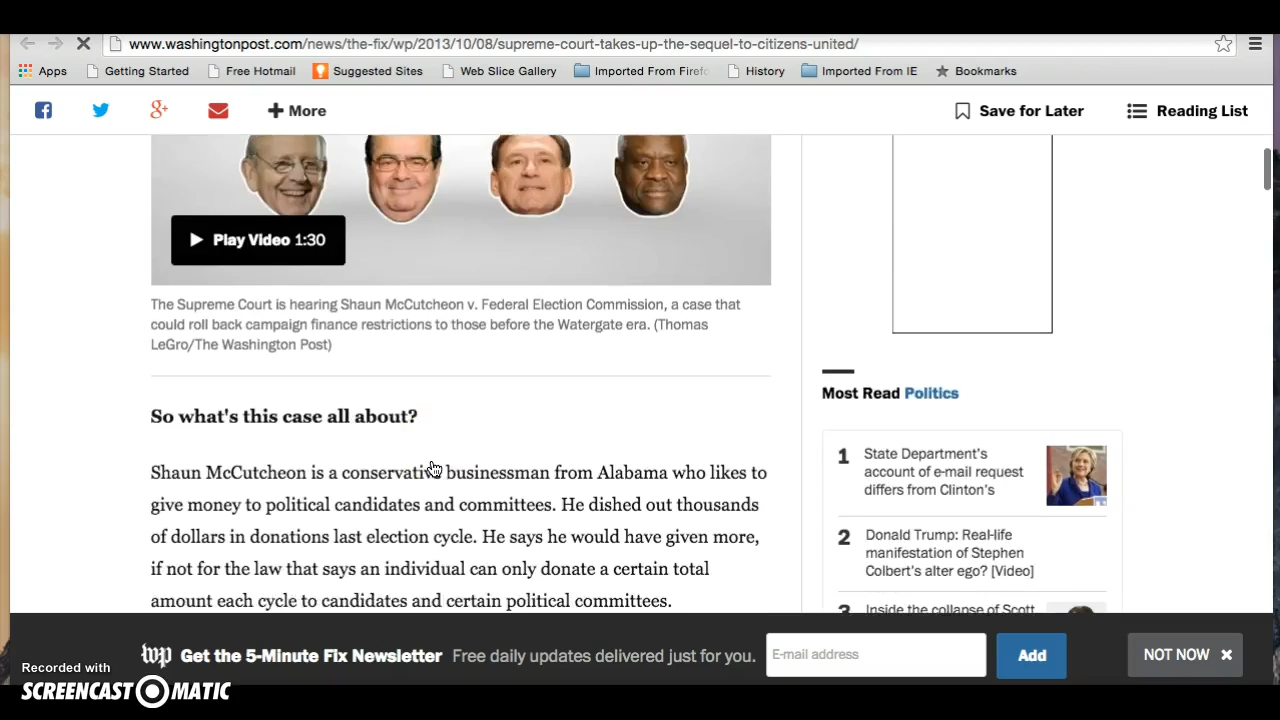 www.washingtonpost.com/news/the-fix/wp/2013/10/08/supreme-court-takes-up-the-sequel-to-citizens-united/
Apps Getting Started Free Hotmail Suggested Sites Web Slice Gallery Imported From Firefo History Imported From IE Bookmarks
More Save for Later Reading List
Play Video 1:30
The Supreme Court is hearing Shaun McCutcheon v. Federal Election Commission, a case that
could roll back campaign finance restrictions to those before the Watergate era. (Thomas
LeGro/The Washington Post)
So what's this case all about?
Shaun McCutcheon is a conservative businessman from Alabama who likes to
give money to political candidates and committees. He dished out thousands
of dollars in donations last election cycle. He says he would have given more,
if not for the law that says an individual can only donate a certain total
amount each cycle to candidates and certain political committees.
Most Read Politics
1 State Department's
account of e-mail request
differs from Clinton's
2 Donald Trump: Real-life
manifestation of Stephen
Colbert's alter ego? [Video]
3 Inside the collapse of Scott
wp Get the 5-Minute Fix Newsletter Free daily updates delivered just for you. E-mail address Add NOT NOW
Recorded with
SCREENCAST MATIC